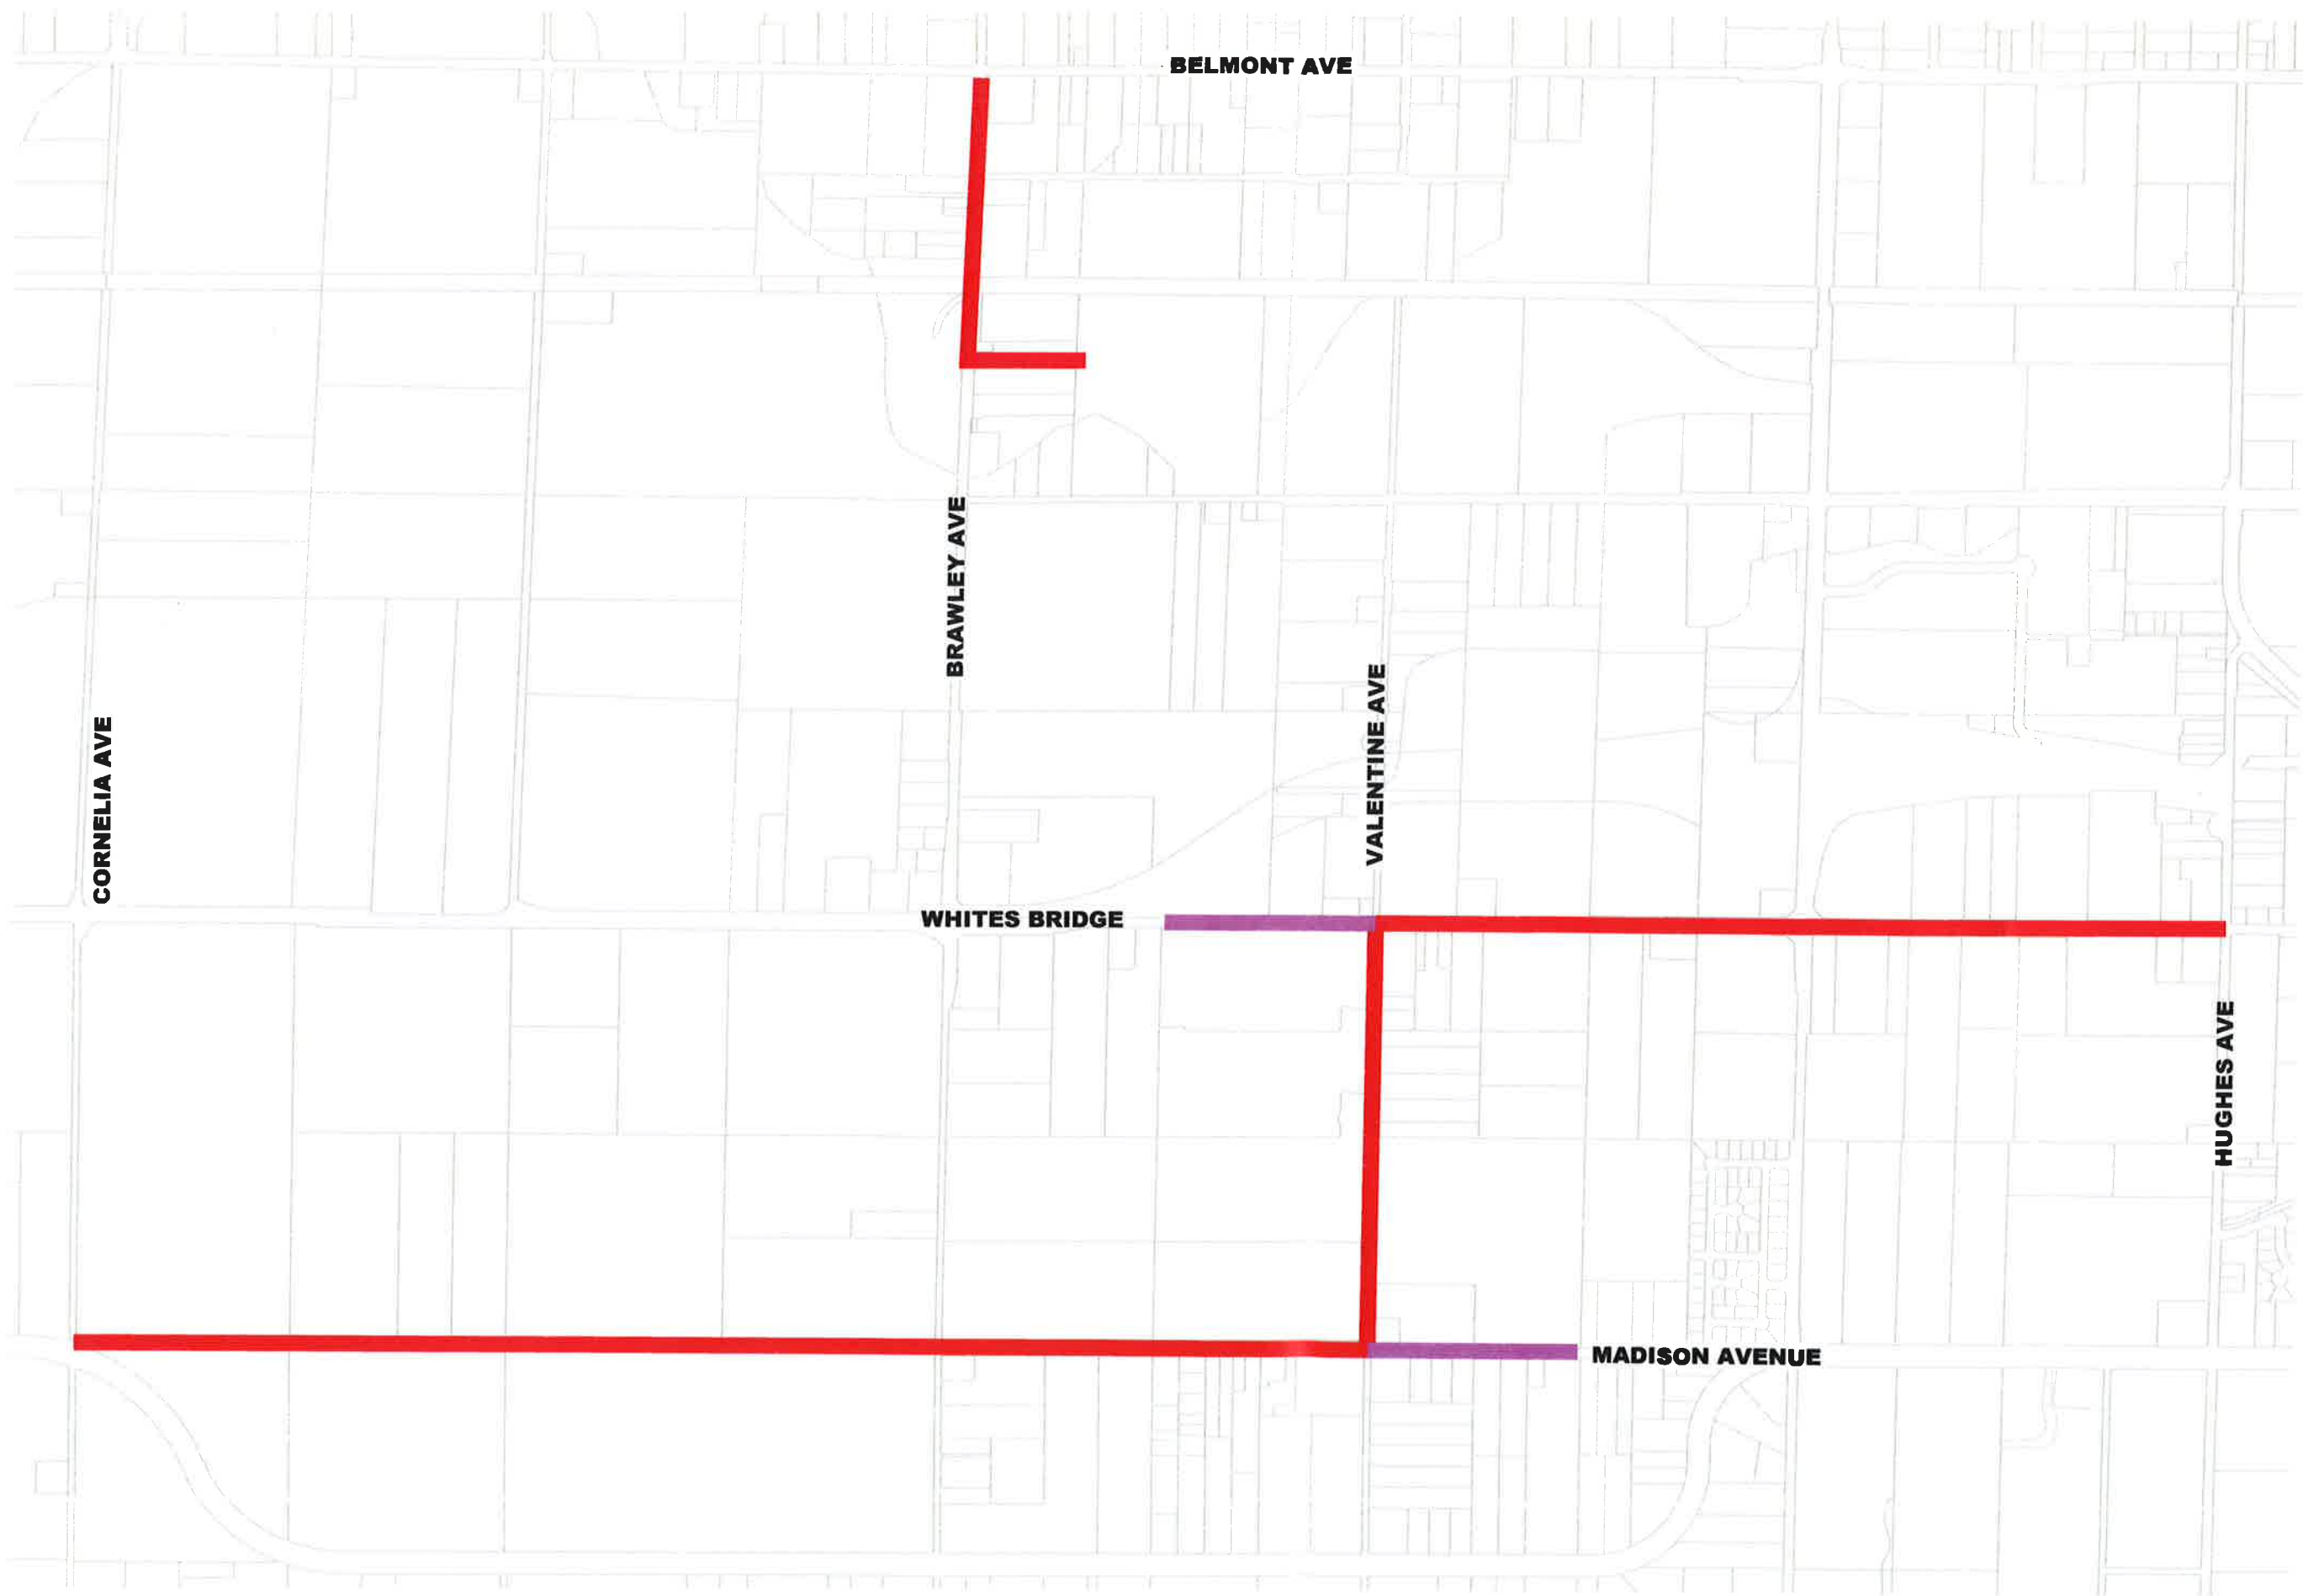 BELMONT AVE
BRAWLEY AVE
VALENTINE AVE
CORNELIA AVE
WHITES BRIDGE
HUGHES AVE
MADISON AVENUE